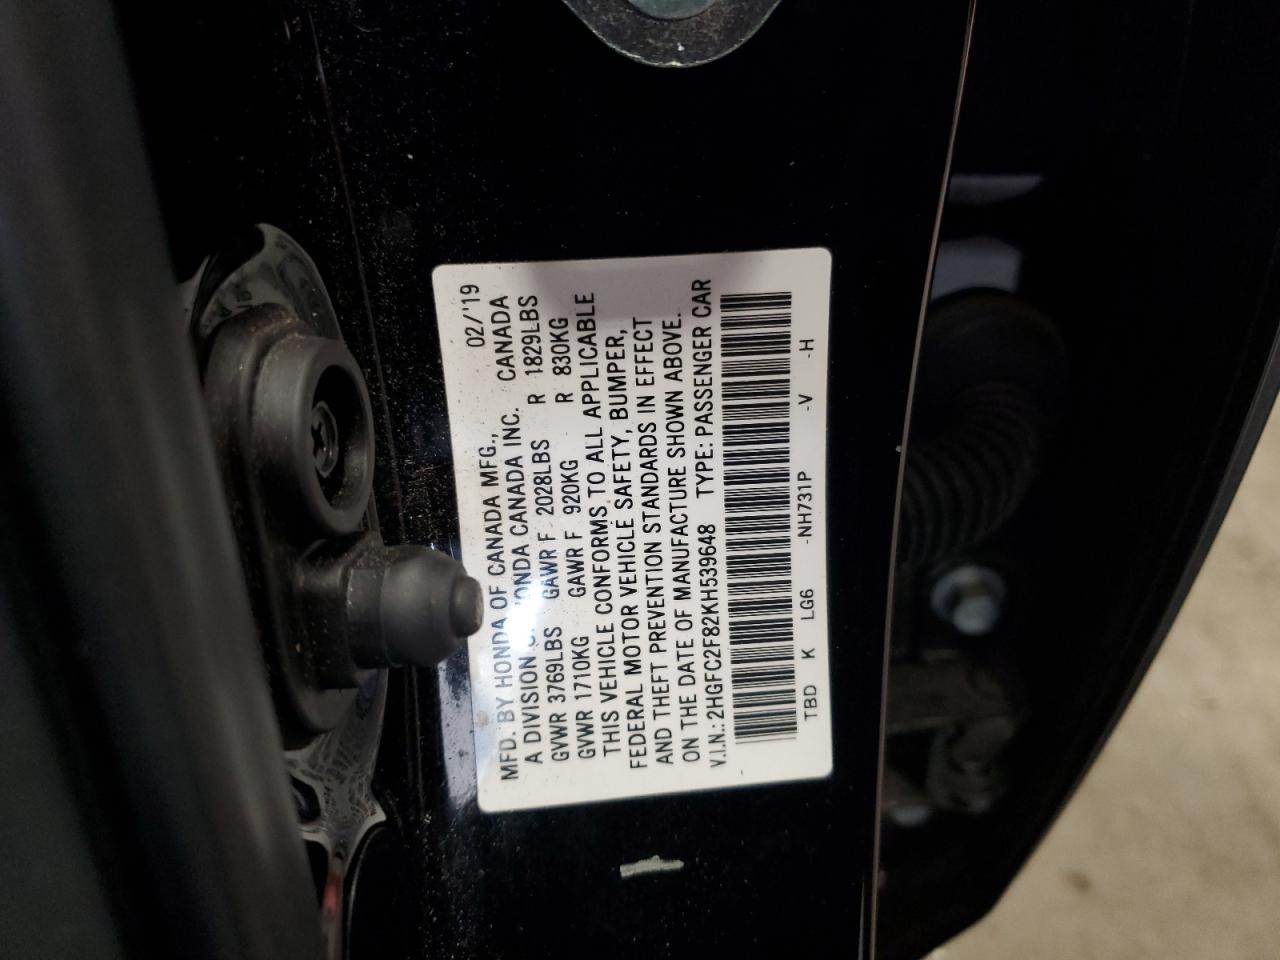 MFD. BY HONDA OF CANADA MFG., 02/'19
A DIVISION HONDA CANADA INC. CANADA
GVWR 3769LBS GAWR F 2028LBS R 1829LBS
GVWR 1710KG GAWR F 920KG R 830KG
THIS VEHICLE CONFORMS TO ALL APPLICABLE
FEDERAL MOTOR VEHICLE SAFETY, BUMPER,
AND THEFT PREVENTION STANDARDS IN EFFECT
ON THE DATE OF MANUFACTURE SHOWN ABOVE.
V.I.N.: 2HGFC2F82KH539648 TYPE: PASSENGER CAR
TBD K LG6 -NH731P -V -H